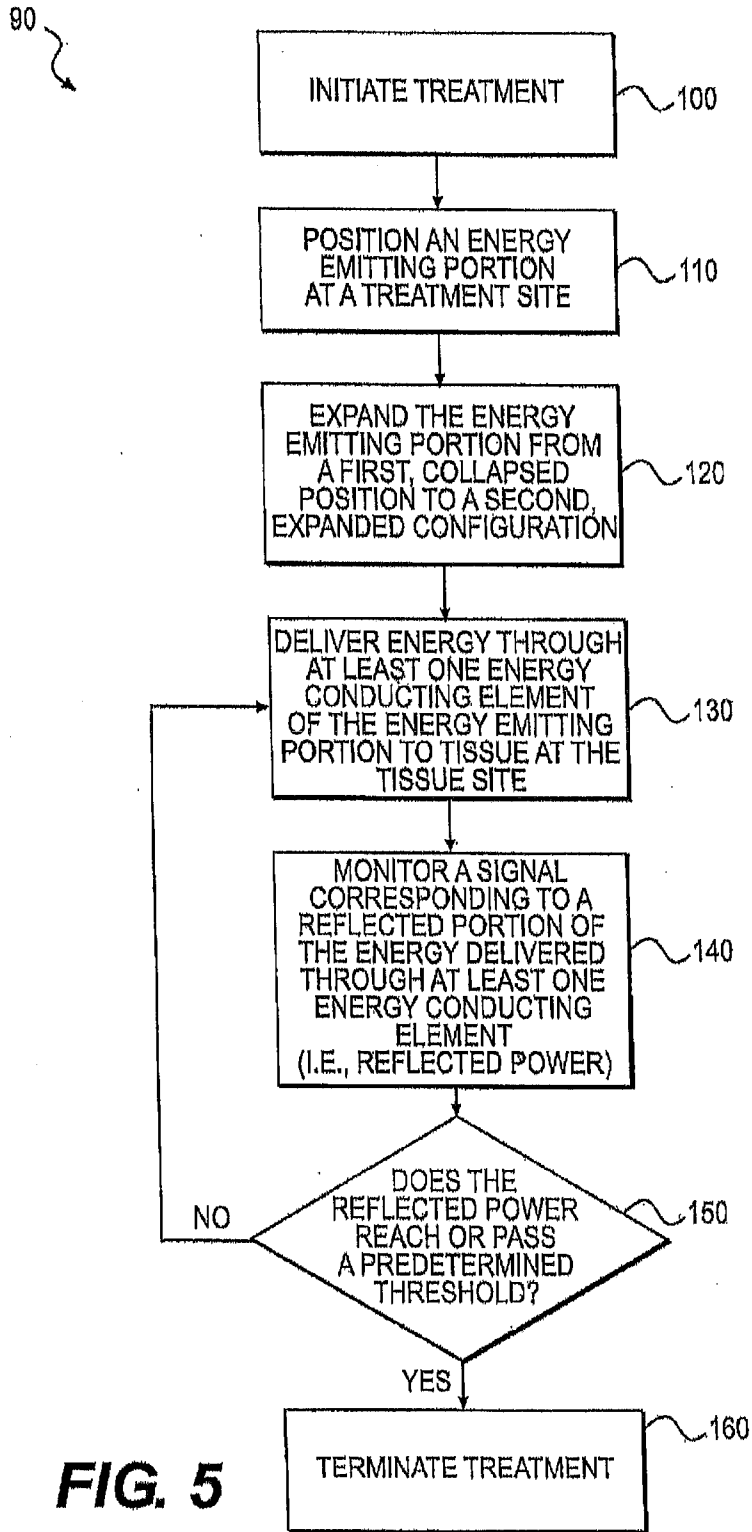 90
INITIATE TREATMENT
100
POSITION AN ENERGY
EMITTING PORTION
AT A TREATMENT SITE
110
EXPAND THE ENERGY
EMITTING PORTION FROM
A FIRST, COLLAPSED
POSITION TO A SECOND,
EXPANDED CONFIGURATION
120
DELIVER ENERGY THROUGH
AT LEAST ONE ENERGY
CONDUCTING ELEMENT
OF THE ENERGY EMITTING
PORTION TO TISSUE AT THE
TISSUE SITE
130
MONITOR A SIGNAL
CORRESPONDING TO A
REFLECTED PORTION OF
THE ENERGY DELIVERED
THROUGH AT LEAST ONE
ENERGY CONDUCTING
ELEMENT
(I.E., REFLECTED POWER)
140
DOES THE
REFLECTED POWER
REACH OR PASS
A PREDETERMINED
THRESHOLD?
150
NO
YES
TERMINATE TREATMENT
160
FIG. 5